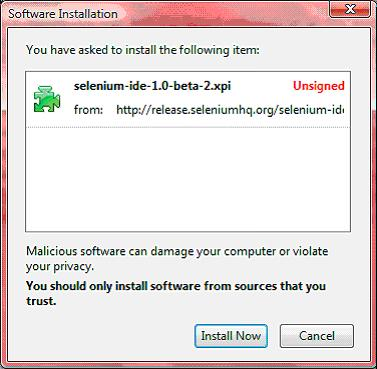 Software Installation
You have asked to install the following item:
selenium-ide-1.0-beta-2.xpi Unsigned
from: http://release.seleniumhq.org/selenium-ide
Malicious software can damage your computer or violate
your privacy.
You should only install software from sources that you
trust.
Install Now Cancel